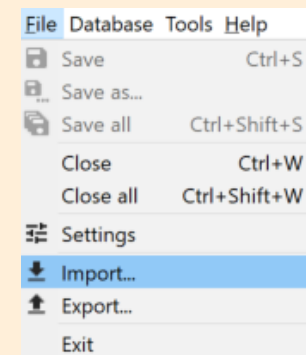 File Database Tools Help
Save Ctrl+S
Save as...
Save all Ctrl+Shift+S
Close Ctrl+W
Close all Ctrl+Shift+W
Settings
Import...
Export...
Exit